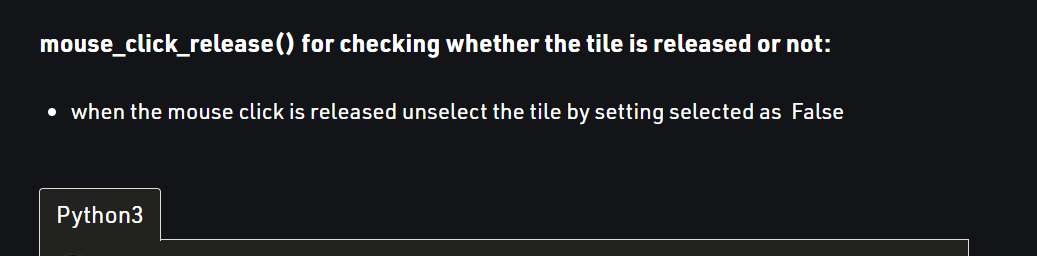 mouse_click_release() for checking whether the tile is released or not:
when the mouse click is released unselect the tile by setting selected as False
Python3